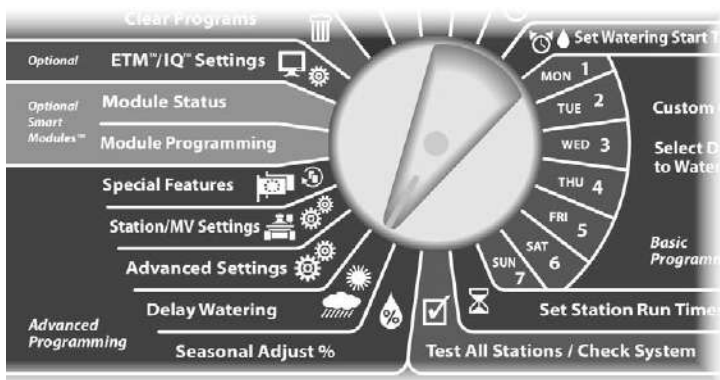 Clear Programs
Optional
ETM™/IQ™ Settings
Optional
Smart
Modules™
Module Status
Module Programming
Special Features
Station/MV Settings
Advanced Settings
Delay Watering
Advanced
Programming
Seasonal Adjust %
%
Set Watering Start
MON 1
TUE 2
WED 3
THU 4
FRI 5
SAT 6
SUN 7
Custom
Select D
to Water
Basic
Programm
Set Station Run Time
Test All Stations / Check System